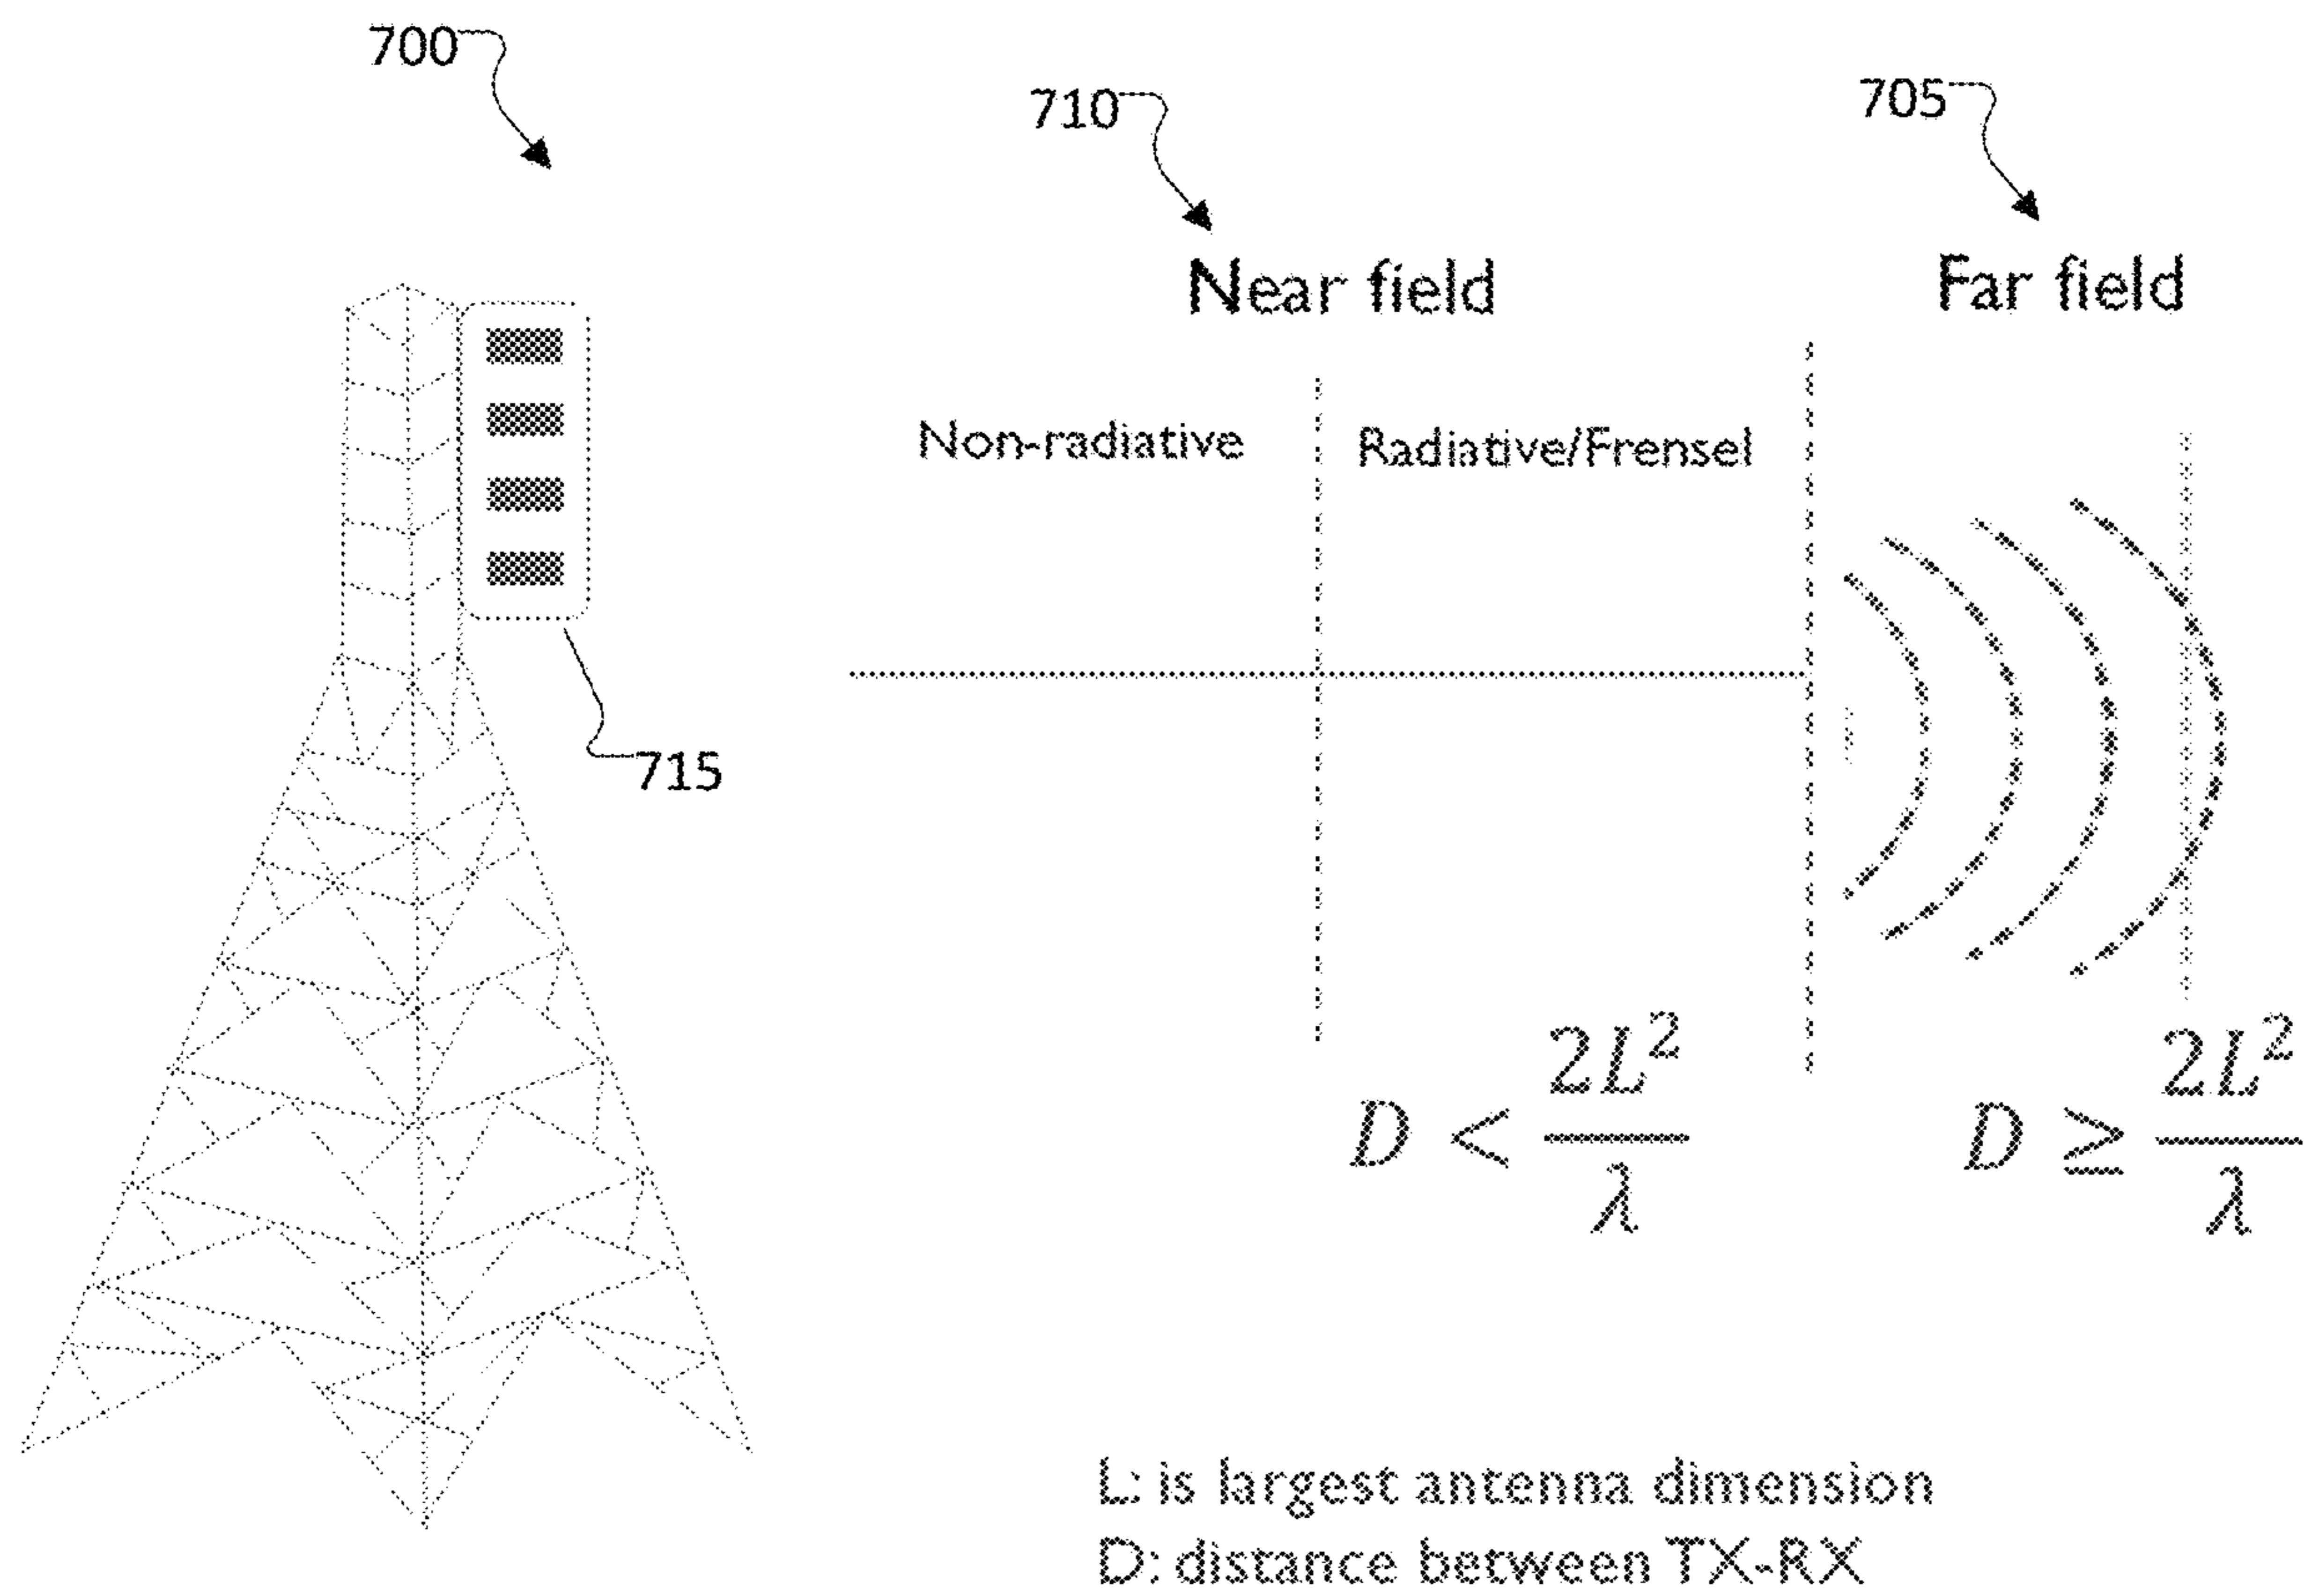 700
710
705
Near field
Far field
Non-radiative
Radiative/Frensel
715
D < 2L²/λ
D ≥ 2L²/λ
L: is largest antenna dimension
D: distance between TX-RX